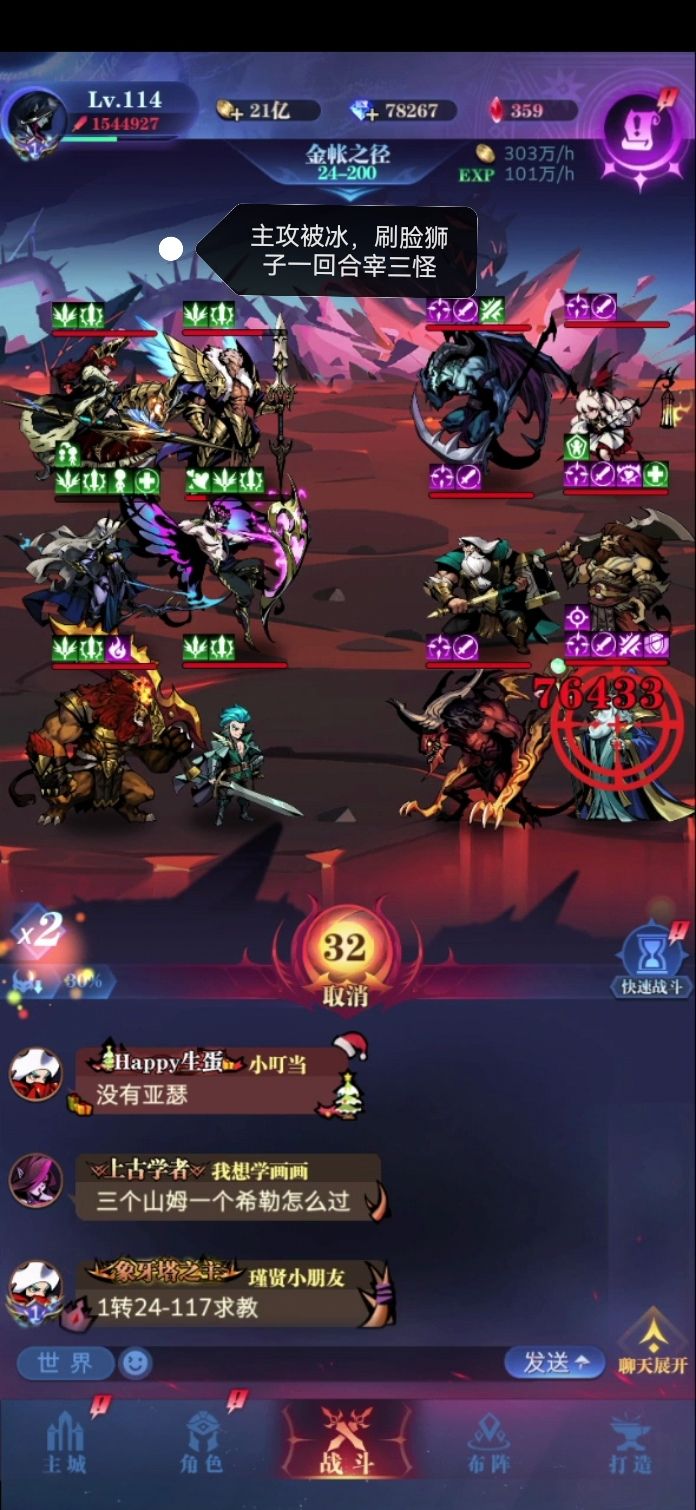 Lv.114
21亿
78267
359
1544927
1
金帐之径
24-200
303万/h
EXP 101万/h
主攻被冰，刷脸狮
子一回合宰三怪
76433
x2
32
取消
30%
快速战斗
Happy生蛋 小叮当
没有亚瑟
上古学者 我想学画画
三个山姆一个希勒怎么过
象牙塔之主 瑾贤小朋友
1
1转24-117求教
世界
发送
聊天展开
主城
角色
战斗
布阵
打造